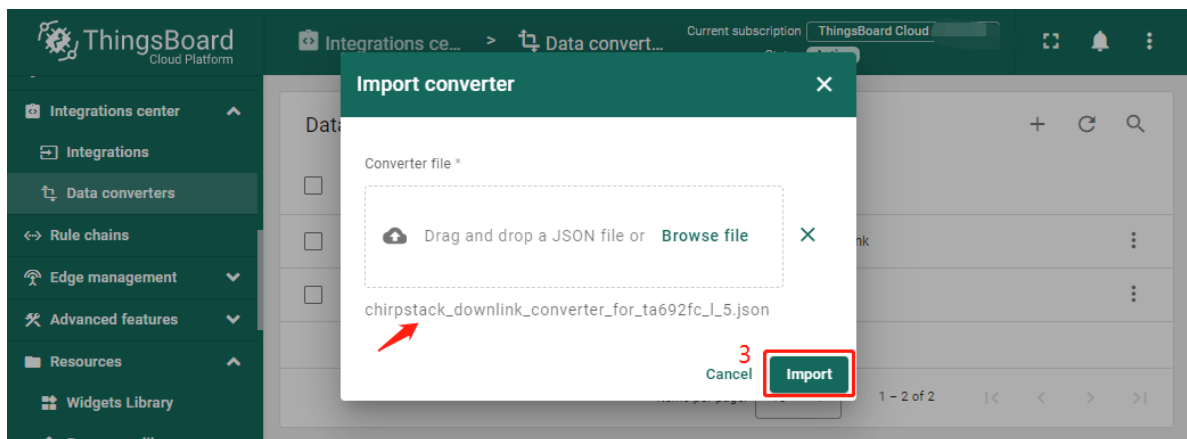 ThingsBoard
Cloud Platform
Integrations ce... > Data convert...
Current subscription ThingsBoard Cloud
Import converter
Integrations center
Integrations
Data converters
Rule chains
Edge management
Advanced features
Resources
Widgets Library
Converter file *
Drag and drop a JSON file or Browse file
chirpstack_downlink_converter_for_ta692fc_l_5.json
3
Cancel
Import
1 – 2 of 2